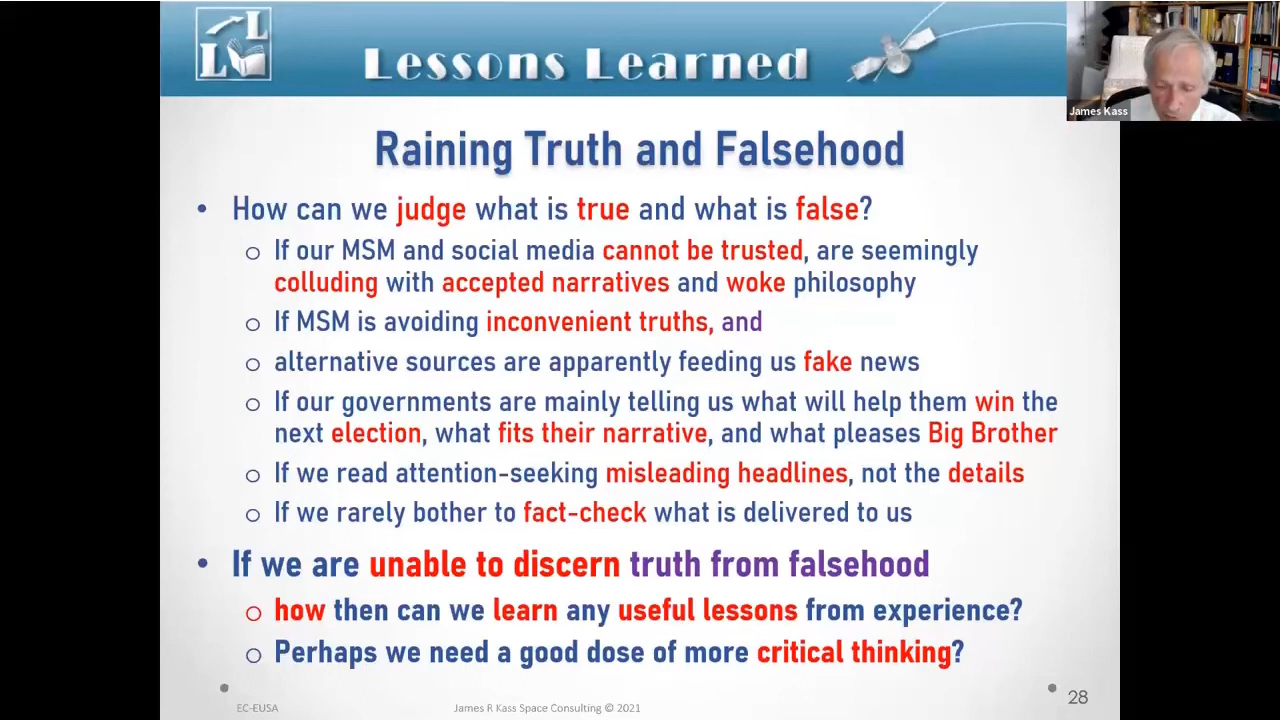 L
L
Lessons Learned
James Kass
Raining Truth and Falsehood
• How can we judge what is true and what is false?
o If our MSM and social media cannot be trusted, are seemingly
colluding with accepted narratives and woke philosophy
o If MSM is avoiding inconvenient truths, and
o alternative sources are apparently feeding us fake news
o If our governments are mainly telling us what will help them win the
next election, what fits their narrative, and what pleases Big Brother
o If we read attention-seeking misleading headlines, not the details
o If we rarely bother to fact-check what is delivered to us
• If we are unable to discern truth from falsehood
o how then can we learn any useful lessons from experience?
o Perhaps we need a good dose of more critical thinking?
EC-EUSA
James R Kass Space Consulting © 2021
28